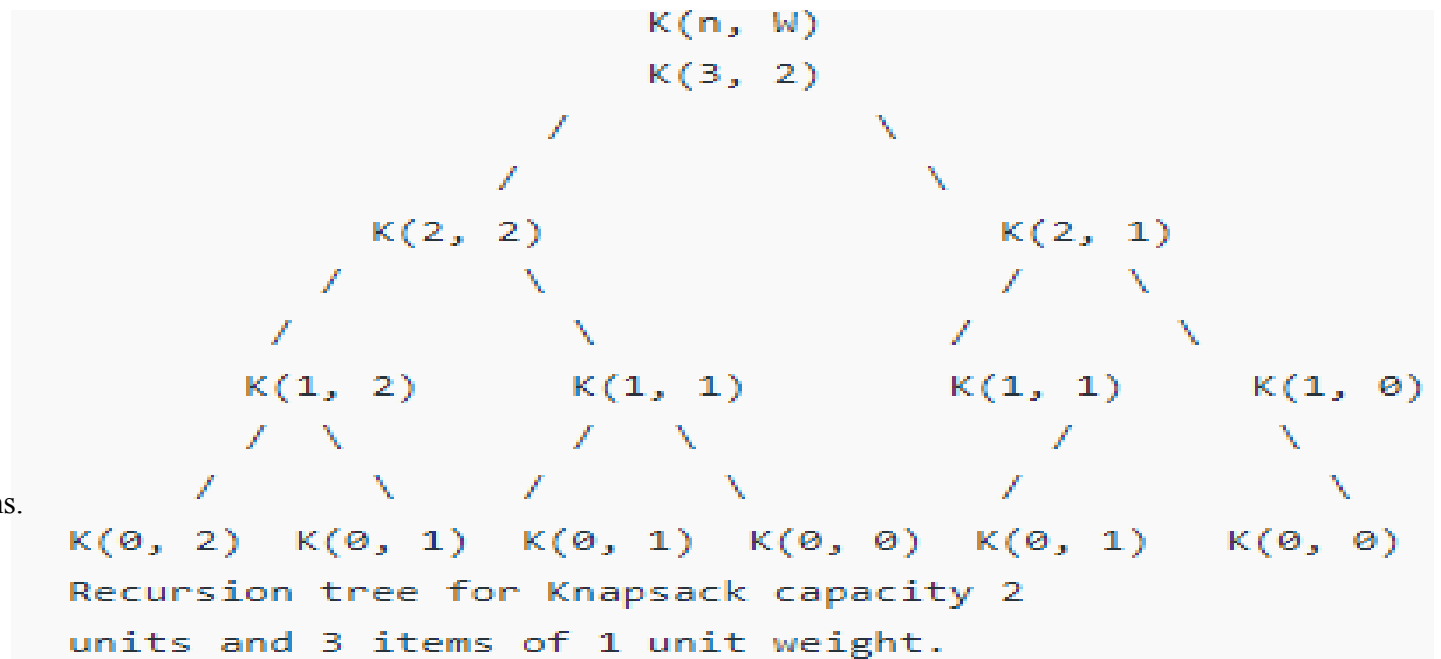 K(n, W)
K(3, 2)
/ \
/ \
K(2, 2) K(2, 1)
/ \ / \
/ \ / \
K(1, 2) K(1, 1) K(1, 1) K(1, 0)
/ \ / \ / \
/ \ / \ / \
K(0, 2) K(0, 1) K(0, 1) K(0, 0) K(0, 1) K(0, 0)
Recursion tree for Knapsack capacity 2
units and 3 items of 1 unit weight.